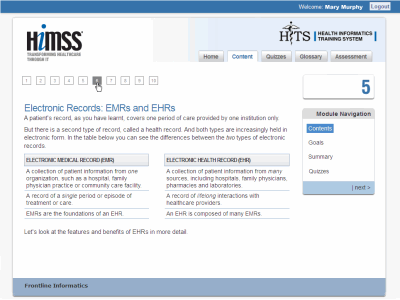 Welcome: Mary Murphy Logout
HiMSS
TRANSFORMING HEALTHCARE
THROUGH IT
HITS HEALTH INFORMATICS
TRAINING SYSTEM
Home Content Quizzes Glossary Assessment
1 2 3 4 5 6 7 8 9 10
5
Electronic Records: EMRs and EHRs
A patient's record, as you have learnt, covers one period of care provided by one institution only.
But there is a second type of record, called a health record. And both types are increasingly held in
electronic form. In the table below you can see the differences between the two types of electronic
records.
ELECTRONIC MEDICAL RECORD (EMR) ELECTRONIC HEALTH RECORD (EHR)
A collection of patient information from one
organization, such as a hospital, family
physician practice or community care facility.
A collection of patient information from many
sources, including hospitals, family physicians,
pharmacies and laboratories.
A record of a single period or episode of
treatment or care.
A record of lifelong interactions with
healthcare providers.
EMRs are the foundations of an EHR. An EHR is composed of many EMRs.
Let's look at the features and benefits of EHRs in more detail.
Module Navigation
Contents
Goals
Summary
Quizzes
| next »
Frontline Informatics